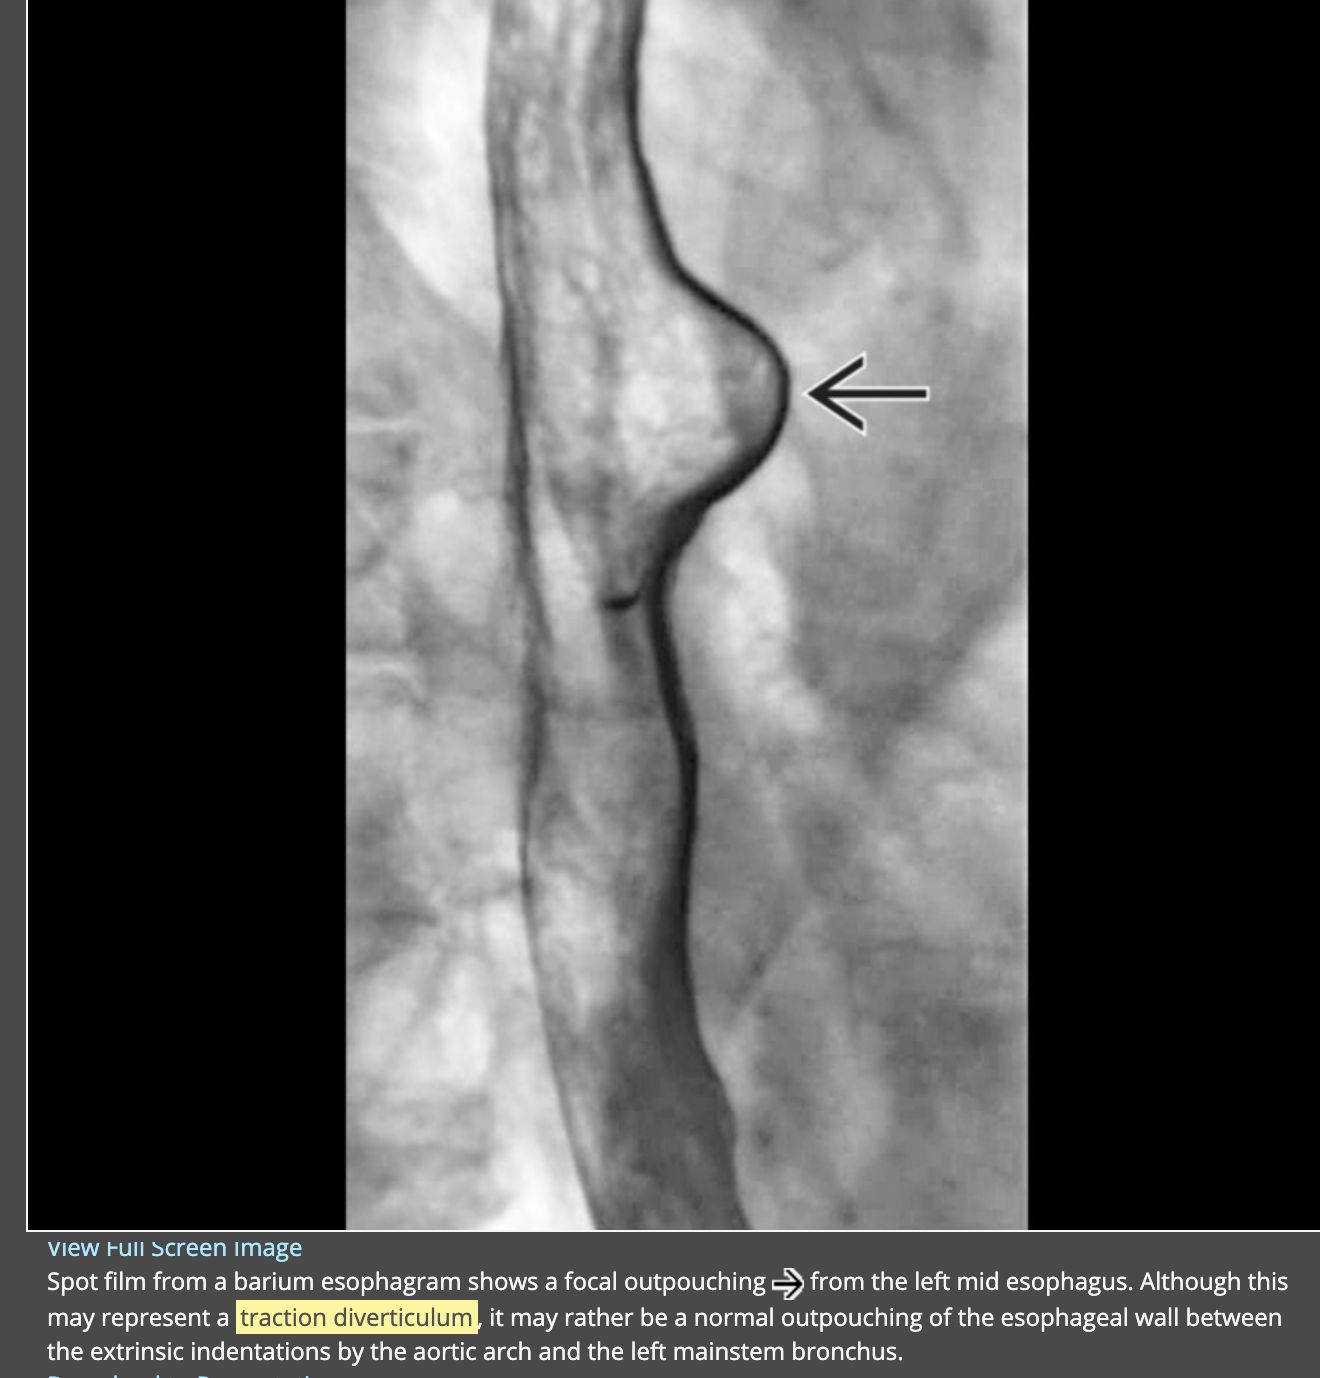 View Full Screen Image
Spot film from a barium esophagram shows a focal outpouching from the left mid esophagus. Although this
may represent a traction diverticulum, it may rather be a normal outpouching of the esophageal wall between
the extrinsic indentations by the aortic arch and the left mainstem bronchus.